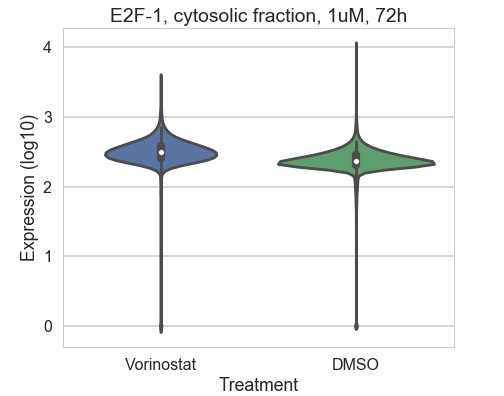 E2F-1, cytosolic fraction, 1uM, 72h
Expression (log10)
4
3
2
1
0
Vorinostat
DMSO
Treatment